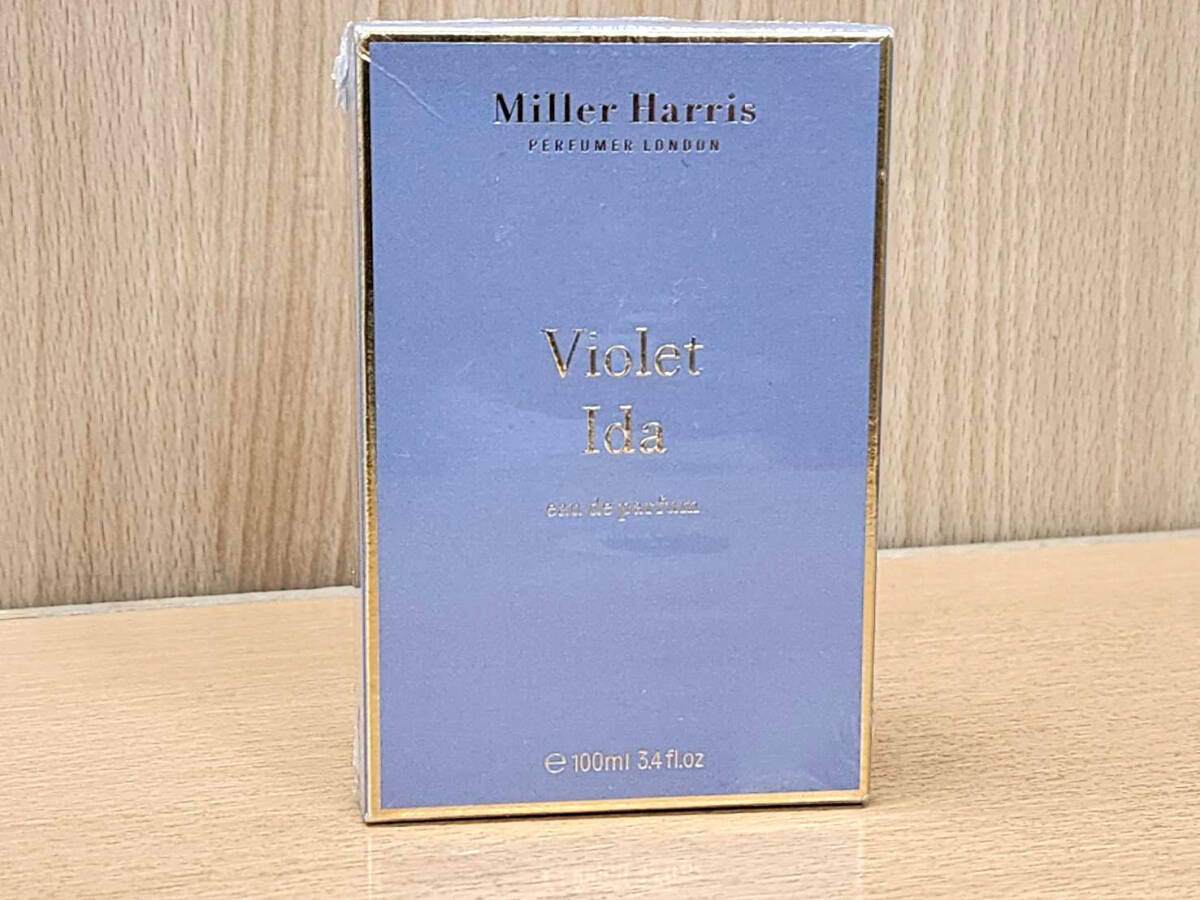 Miller Harris
PERFUMER LONDON
Violet
Ida
eau de parfum
℮ 100ml 3.4 fl.oz